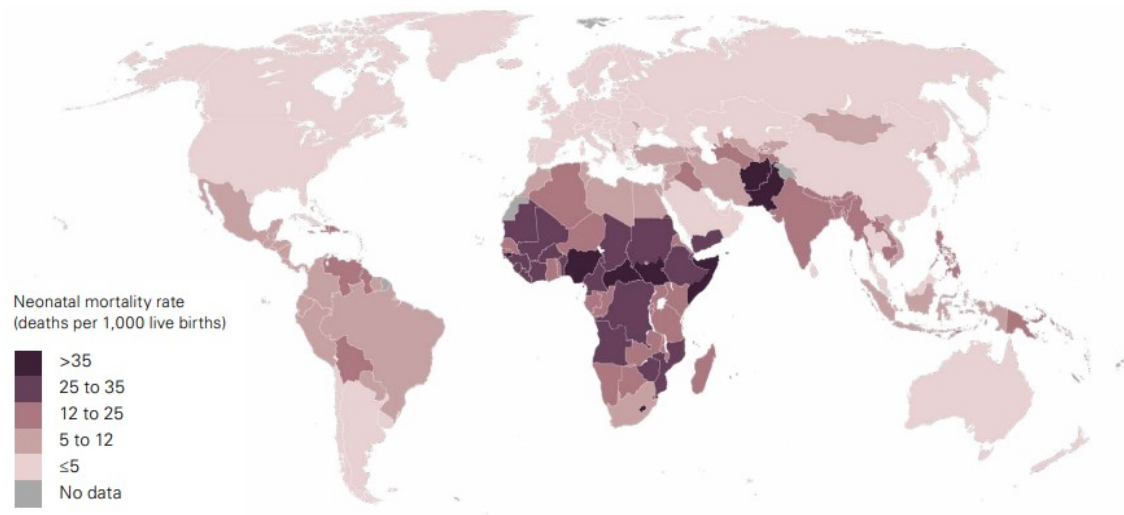 Neonatal mortality rate
(deaths per 1,000 live births)
>35
25 to 35
12 to 25
5 to 12
≤5
No data